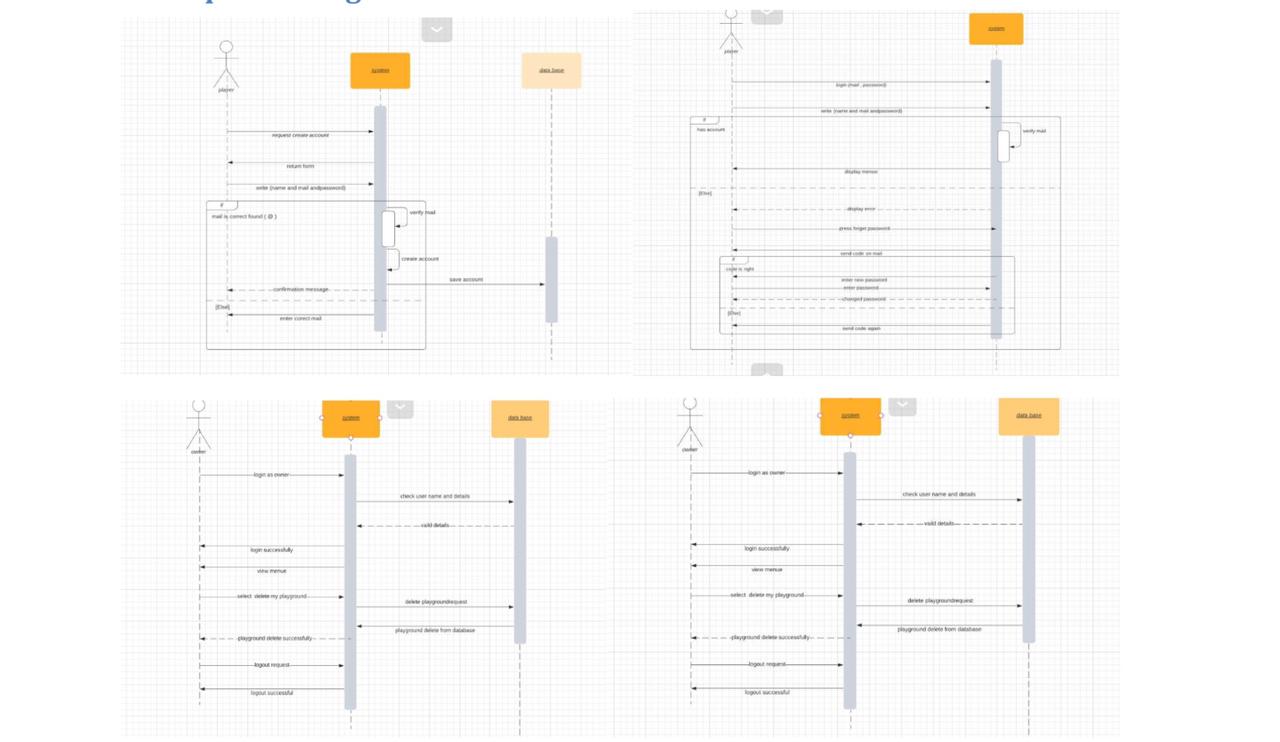 player
system
data base
request create account
return form
write (name and mail andpassword)
if
mail is correct found ( @ )
verify mail
create account
save account
confirmation message
[Else]
enter corect mail
player
system
login (mail , password)
write (name and mail andpassword)
if
has account
verify mail
display menue
[Else]
display error
press forget password
send code on mail
if
code is right
enter new password
enter password
changed password
[Else]
send code again
owner
system
data base
login as owner
check user name and details
valid details
login successfully
view menue
select delete my playground
delete playgroundrequest
playground delete from database
playground delete successfully
logout request
logout successful
owner
system
data base
login as owner
check user name and details
valid details
login successfully
view menue
select delete my playground
delete playgroundrequest
playground delete from database
playground delete successfully
logout request
logout successful